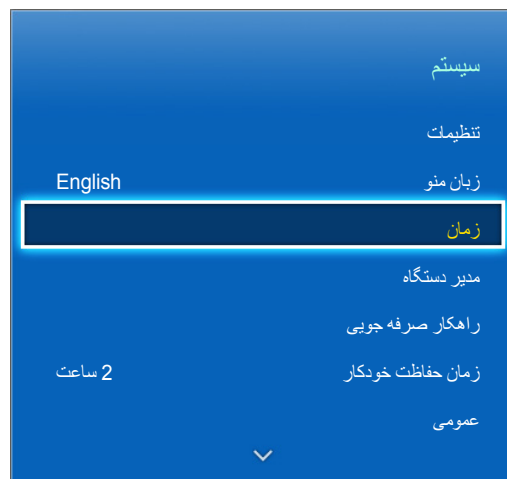 سیستم
تنظیمات
زبان منو English
زمان
مدیر دستگاه
راهکار صرفه جویی
زمان حفاظت خودکار 2 ساعت
عمومی